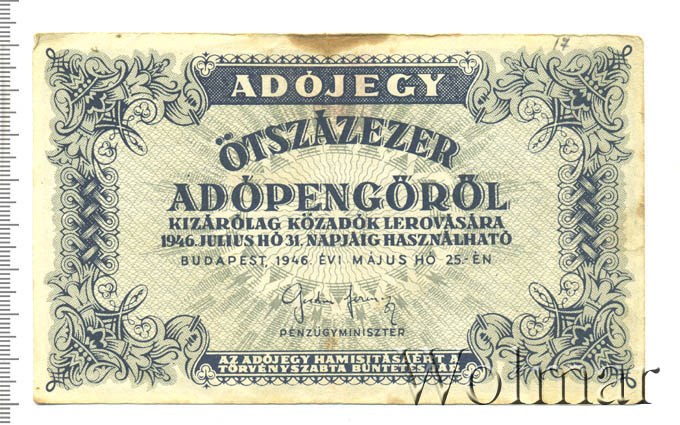 17
ADÓJEGY
ÖTSZÁZEZER
ADÓPENGŐRŐL
KIZÁRÓLAG KÖZADÓK LEROVÁSÁRA
1946. JULIUS HÓ 31. NAPJÁIG HASZNÁLHATÓ
BUDAPEST, 1946. ÉVI MÁJUS HÓ 25.-ÉN
PÉNZÜGYMINISZTER
AZ ADÓJEGY HAMISITÁSÁÉRT A
TÖRVÉNYSZABTA BÜNTETÉS JÁR
Wolmar